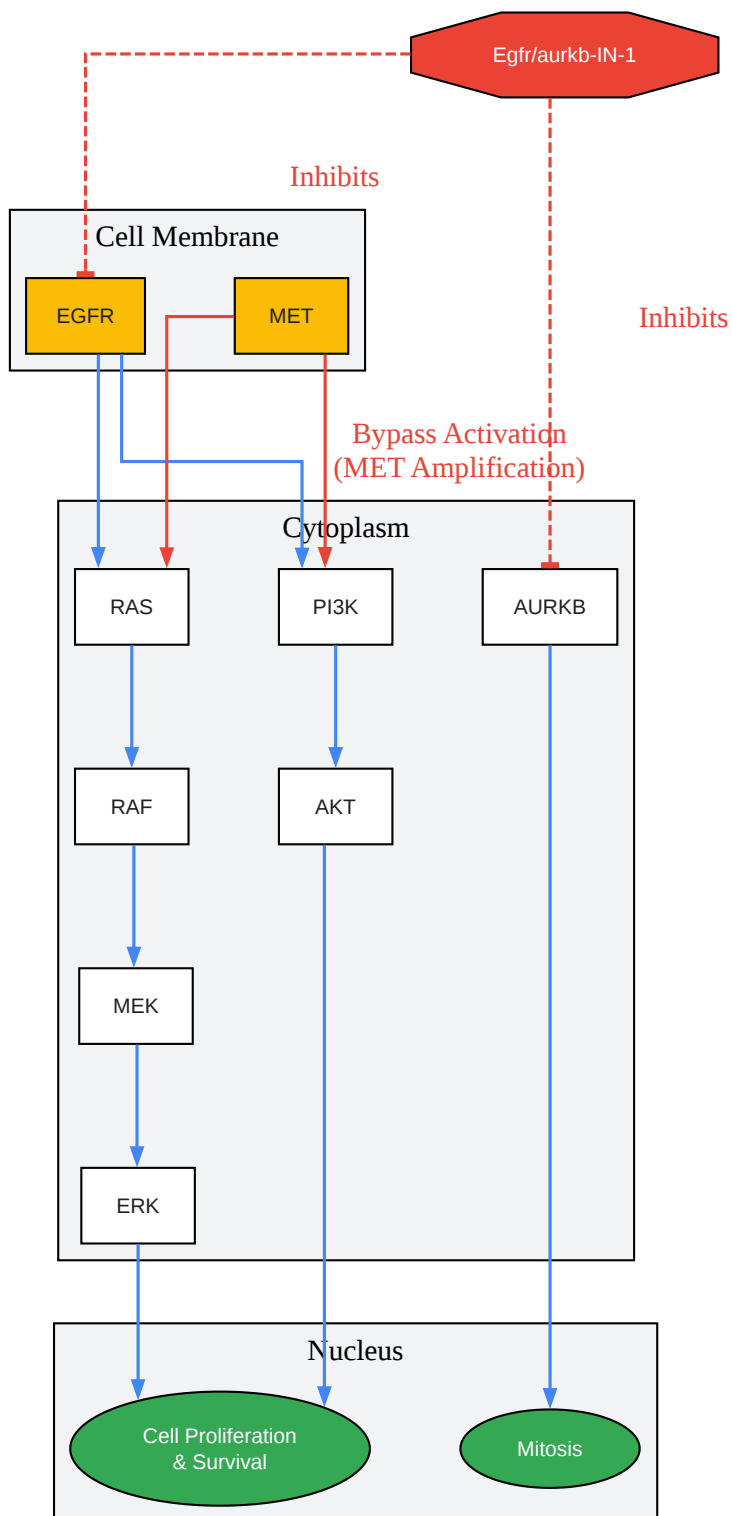 Egfr/aurkb-IN-1
Inhibits
Cell Membrane
EGFR
MET
Inhibits
Bypass Activation
(MET Amplification)
Cytoplasm
RAS
PI3K
AURKB
RAF
AKT
MEK
ERK
Nucleus
Cell Proliferation
& Survival
Mitosis